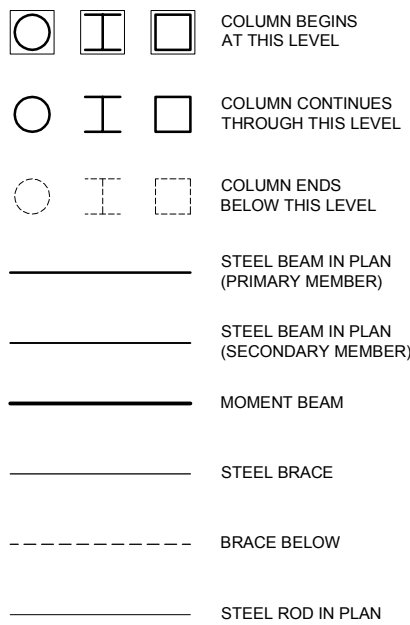 COLUMN BEGINS
AT THIS LEVEL
COLUMN CONTINUES
THROUGH THIS LEVEL
COLUMN ENDS
BELOW THIS LEVEL
STEEL BEAM IN PLAN
(PRIMARY MEMBER)
STEEL BEAM IN PLAN
(SECONDARY MEMBER)
MOMENT BEAM
STEEL BRACE
BRACE BELOW
STEEL ROD IN PLAN